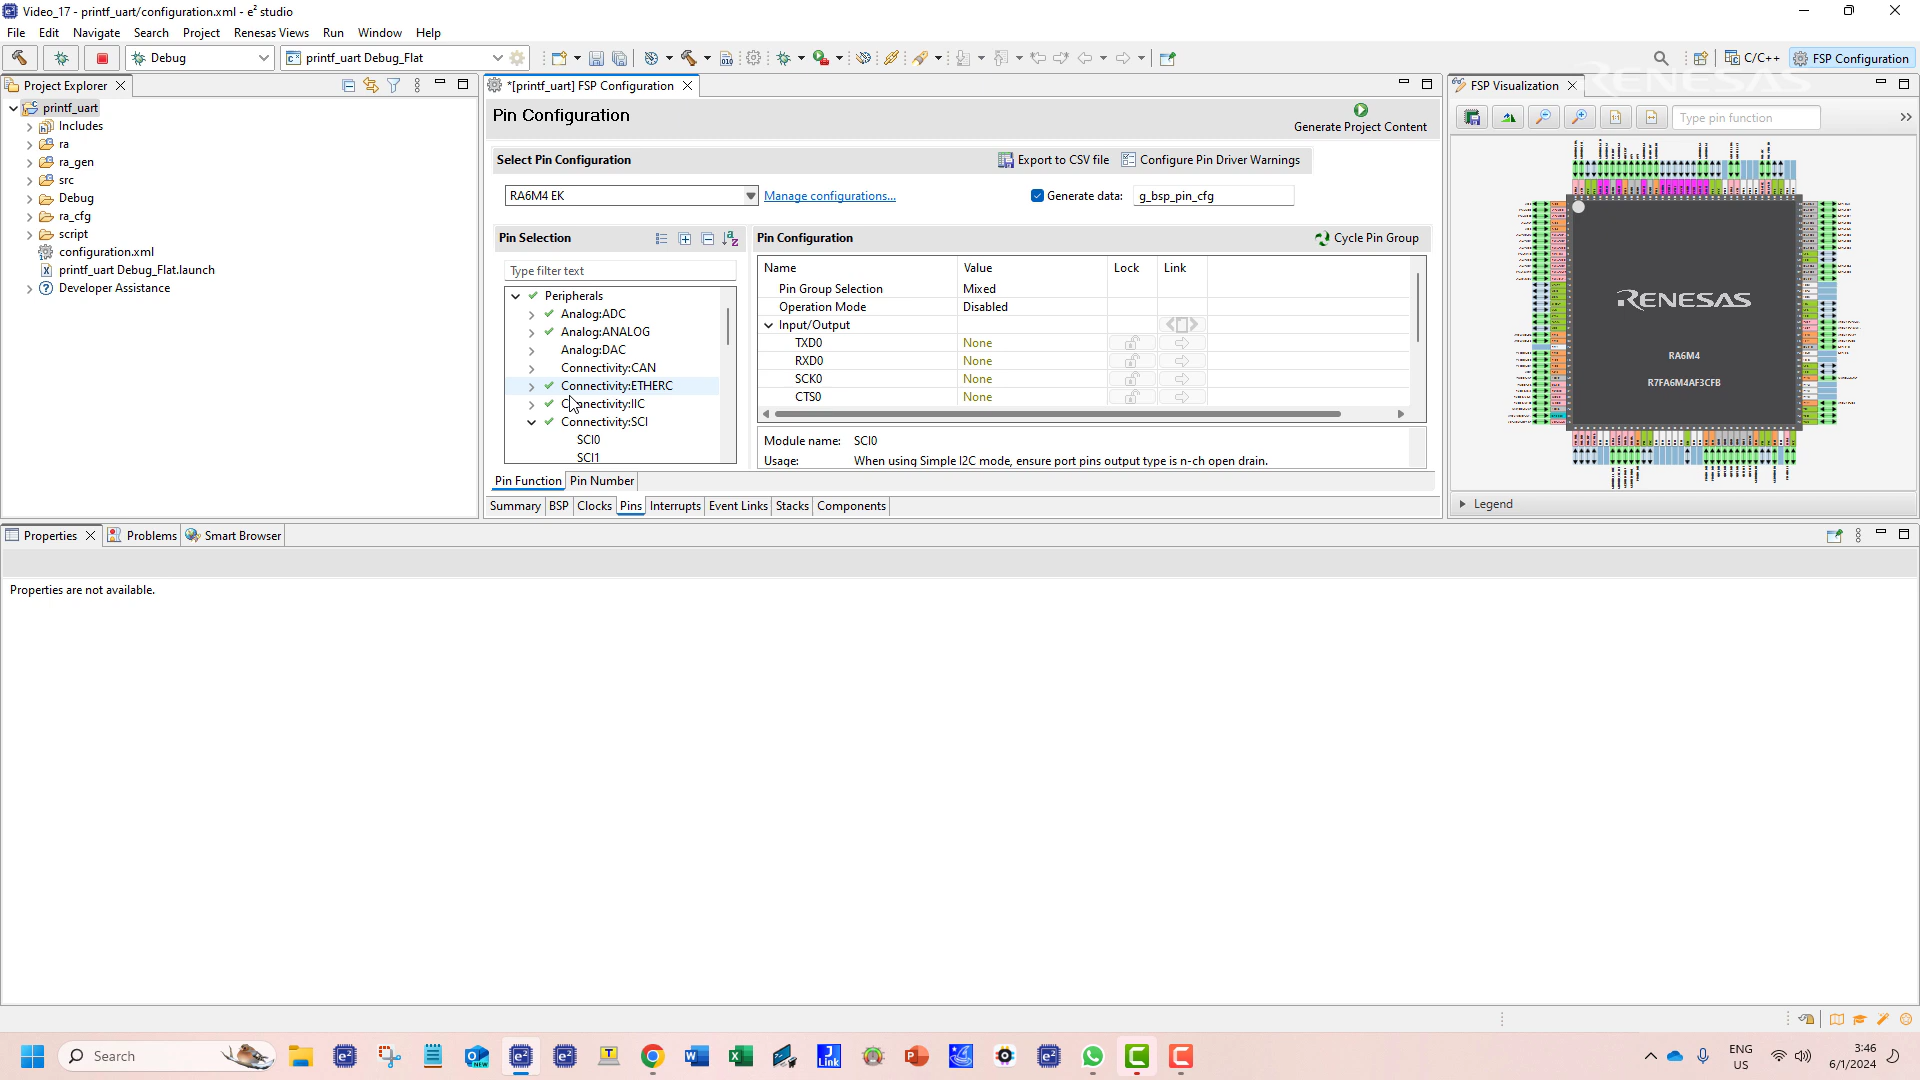 Video_17 - printf_uart/configuration.xml - e² studio
File Edit Navigate Search Project Renesas Views Run Window Help
Debug
printf_uart Debug_Flat
C/C++
FSP Configuration
Project Explorer
printf_uart
Includes
ra
ra_gen
src
Debug
ra_cfg
script
configuration.xml
printf_uart Debug_Flat.launch
Developer Assistance
*[printf_uart] FSP Configuration
Pin Configuration
Generate Project Content
Select Pin Configuration
Export to CSV file
Configure Pin Driver Warnings
RA6M4 EK
Manage configurations...
Generate data:
g_bsp_pin_cfg
Pin Selection
Type filter text
Peripherals
Analog:ADC
Analog:ANALOG
Analog:DAC
Connectivity:CAN
Connectivity:ETHERC
Connectivity:IIC
Connectivity:SCI
SCI0
SCI1
Pin Configuration
Cycle Pin Group
Name Value Lock Link
Pin Group Selection Mixed
Operation Mode Disabled
Input/Output
TXD0 None
RXD0 None
SCK0 None
CTS0 None
Module name: SCI0
Usage: When using Simple I2C mode, ensure port pins output type is n-ch open drain.
Pin Function Pin Number
Summary BSP Clocks Pins Interrupts Event Links Stacks Components
RENESAS
FSP Visualization
Type pin function
RENESAS
RA6M4
R7FA6M4AF3CFB
Legend
Properties
Problems
Smart Browser
Properties are not available.
Search
ENG
US
3:46
6/1/2024